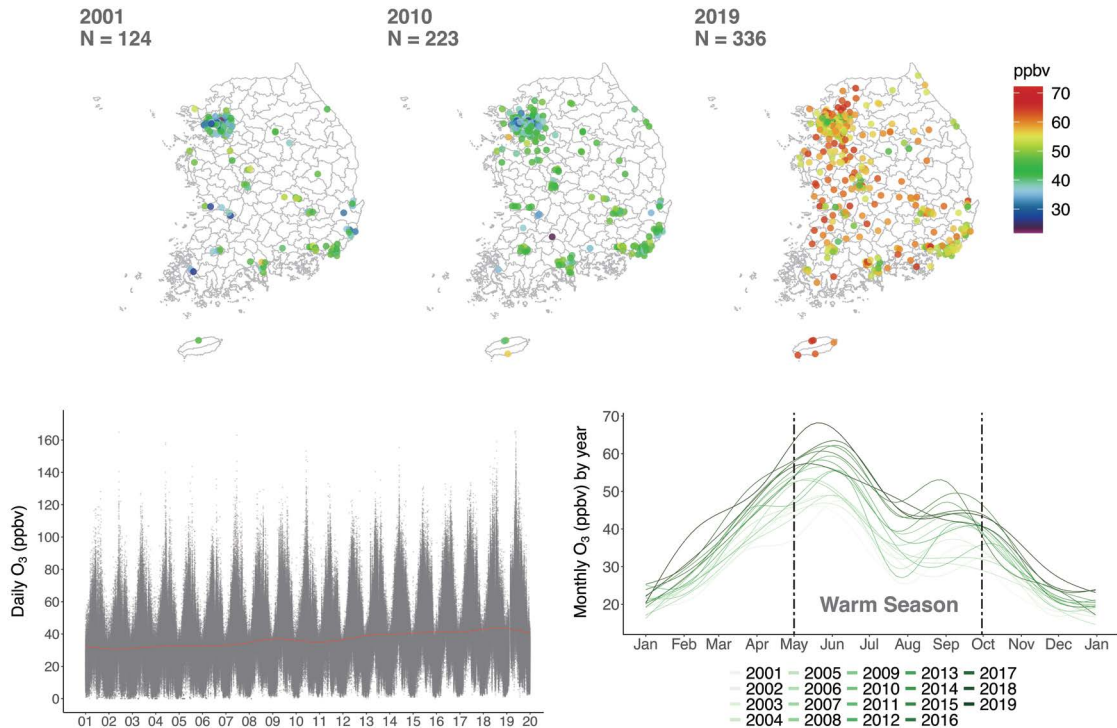 2001
N = 124
2010
N = 223
2019
N = 336
ppbv
70
60
50
40
30
Daily O₃ (ppbv)
160
140
120
100
80
60
40
20
0
01 02 03 04 05 06 07 08 09 10 11 12 13 14 15 16 17 18 19 20
Monthly O₃ (ppbv) by year
70
60
50
40
30
20
Warm Season
Jan Feb Mar Apr May Jun Jul Aug Sep Oct Nov Dec Jan
2001 2005 2009 2013 2017
2002 2006 2010 2014 2018
2003 2007 2011 2015 2019
2004 2008 2012 2016